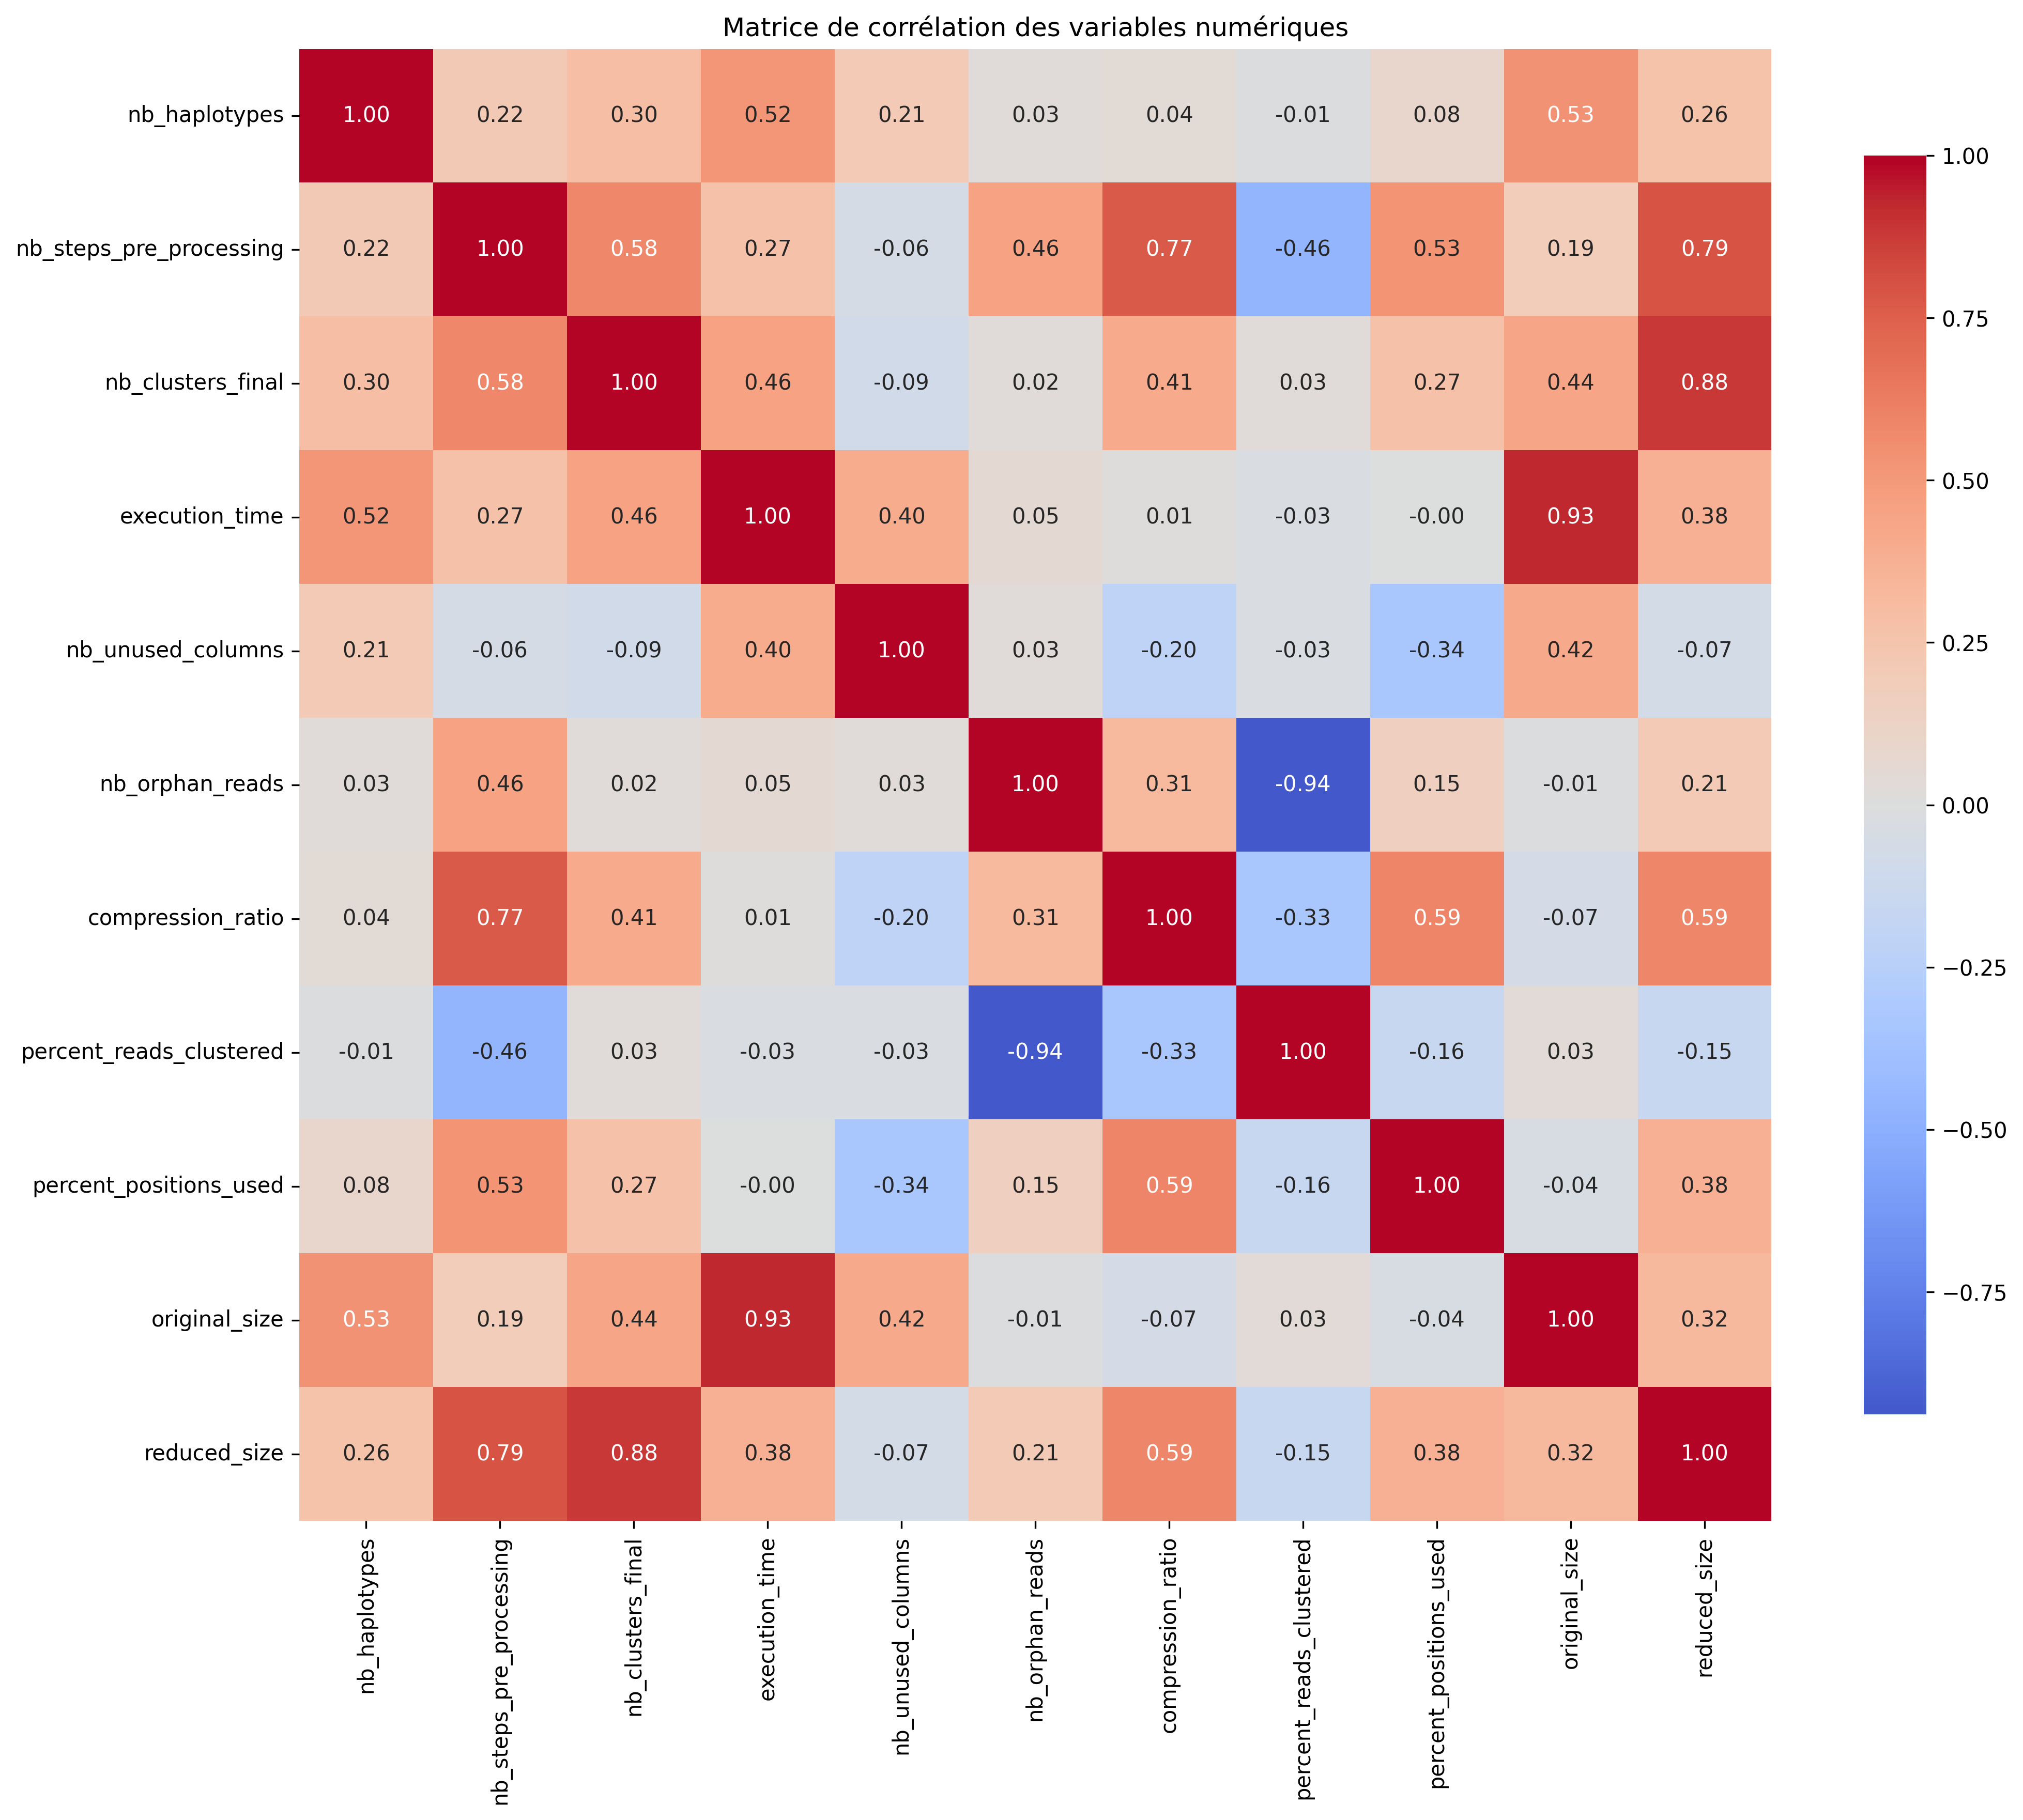 Matrice de corrélation des variables numériques
nb_haplotypes 1.00 0.22 0.30 0.52 0.21 0.03 0.04 -0.01 0.08 0.53 0.26
nb_steps_pre_processing 0.22 1.00 0.58 0.27 -0.06 0.46 0.77 -0.46 0.53 0.19 0.79
nb_clusters_final 0.30 0.58 1.00 0.46 -0.09 0.02 0.41 0.03 0.27 0.44 0.88
execution_time 0.52 0.27 0.46 1.00 0.40 0.05 0.01 -0.03 -0.00 0.93 0.38
nb_unused_columns 0.21 -0.06 -0.09 0.40 1.00 0.03 -0.20 -0.03 -0.34 0.42 -0.07
nb_orphan_reads 0.03 0.46 0.02 0.05 0.03 1.00 0.31 -0.94 0.15 -0.01 0.21
compression_ratio 0.04 0.77 0.41 0.01 -0.20 0.31 1.00 -0.33 0.59 -0.07 0.59
percent_reads_clustered -0.01 -0.46 0.03 -0.03 -0.03 -0.94 -0.33 1.00 -0.16 0.03 -0.15
percent_positions_used 0.08 0.53 0.27 -0.00 -0.34 0.15 0.59 -0.16 1.00 -0.04 0.38
original_size 0.53 0.19 0.44 0.93 0.42 -0.01 -0.07 0.03 -0.04 1.00 0.32
reduced_size 0.26 0.79 0.88 0.38 -0.07 0.21 0.59 -0.15 0.38 0.32 1.00
nb_haplotypes
nb_steps_pre_processing
nb_clusters_final
execution_time
nb_unused_columns
nb_orphan_reads
compression_ratio
percent_reads_clustered
percent_positions_used
original_size
reduced_size
1.00
0.75
0.50
0.25
0.00
−0.25
−0.50
−0.75